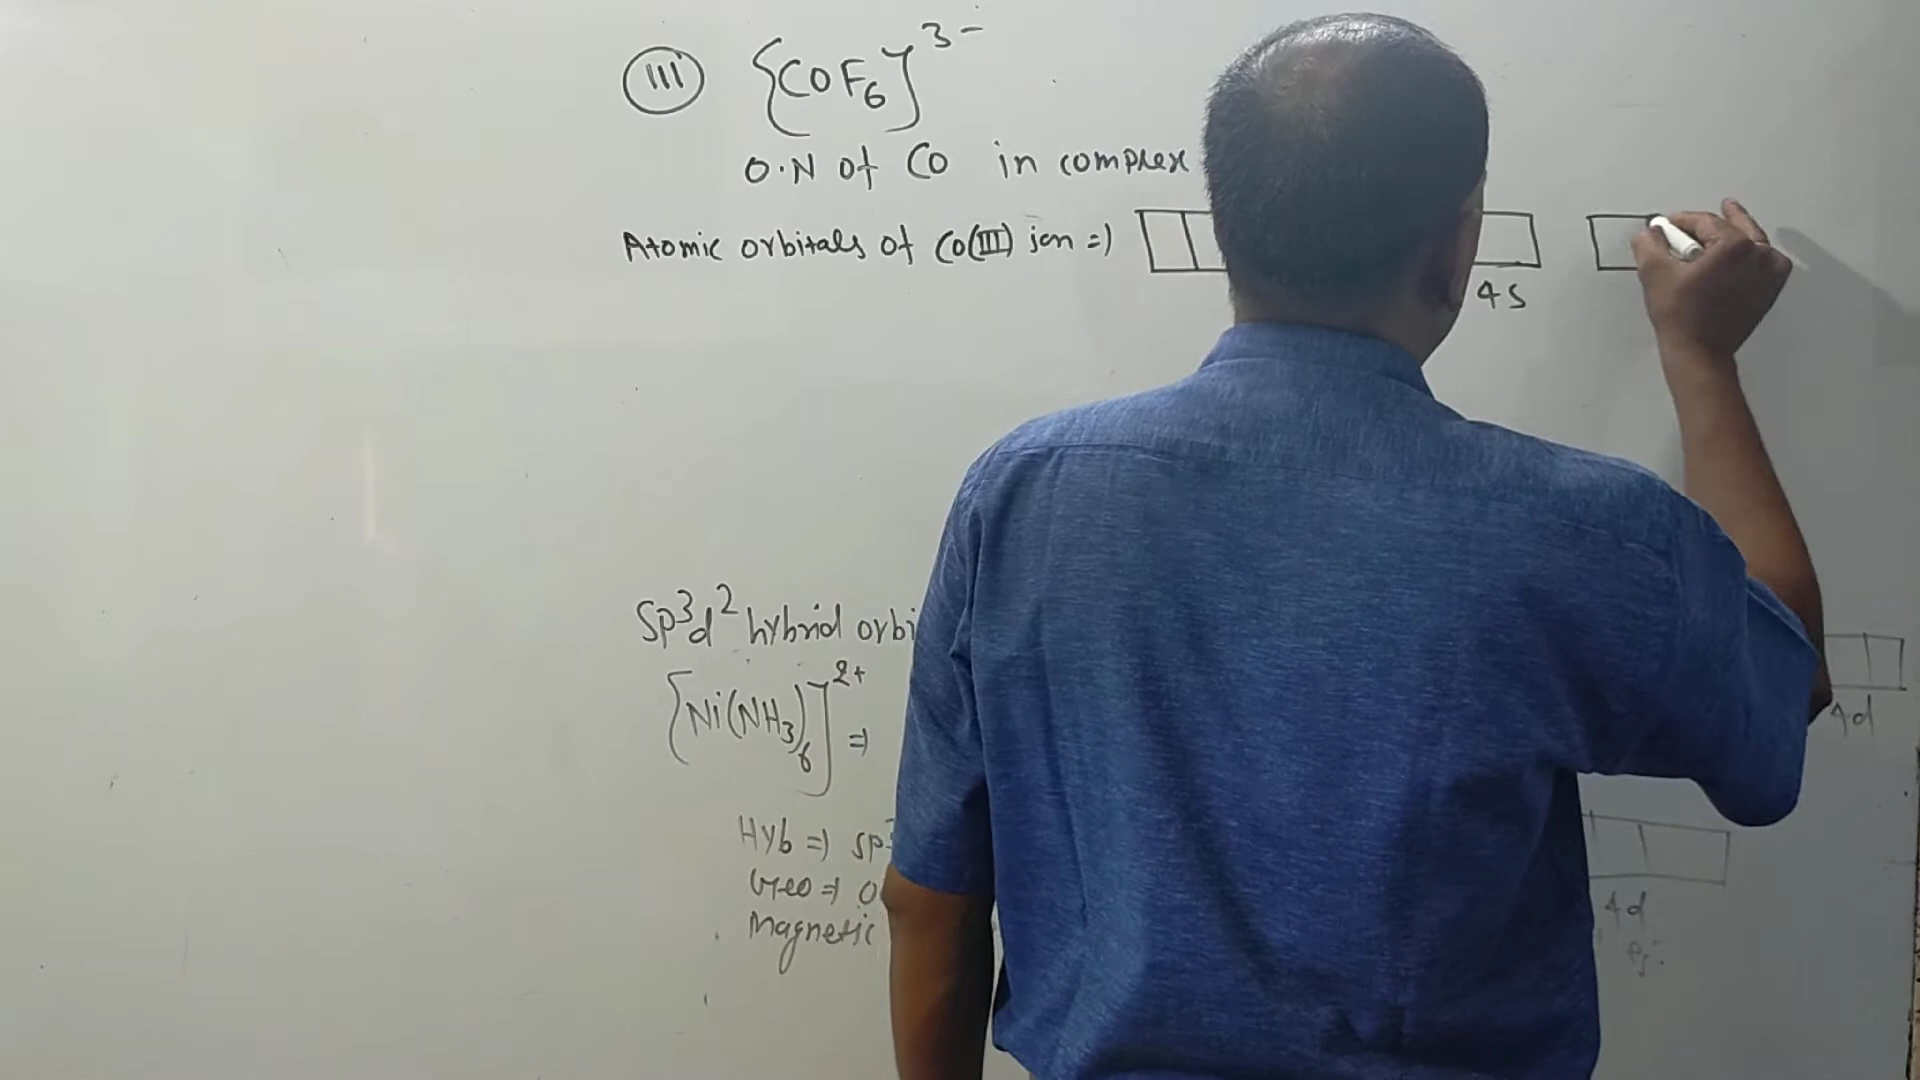 III {COF6]3-
O.N of CO in complex
Atomic orbitals of Co(III) ion =>
4s
Sp3d2 hybrid orbi
4d
[Ni(NH3)6]2+ =>
Hyb => sp3
Geo => O
4d
Magnetic